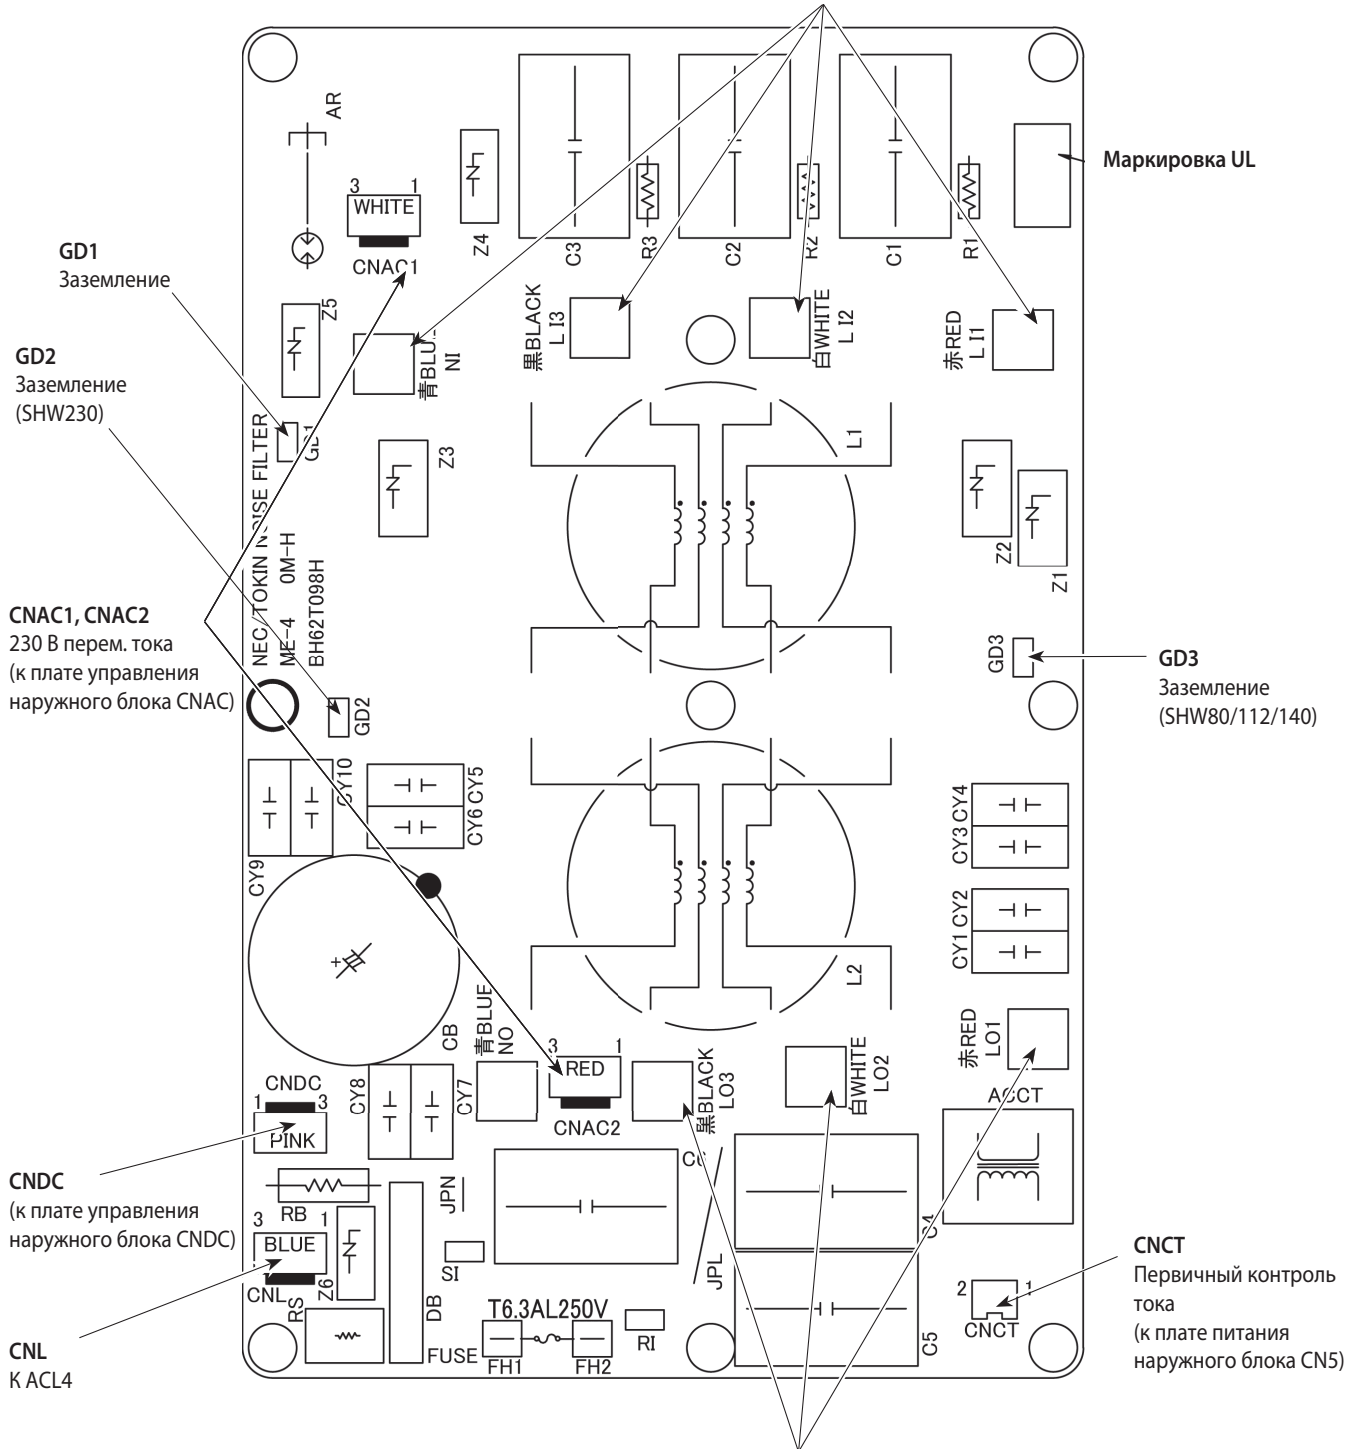 AR
Маркировка UL
3 1
WHITE
CNAC1
Z4
C3
R3
C2
R2
C1
R1
GD1
Заземление
Z5
青BLUE
NI
黒BLACK
L I3
白WHITE
L I2
赤RED
L I1
GD2
Заземление
(SHW230)
GD1
Z3
L1
Z2
Z1
NEC TOKIN NOISE FILTER
ME-4 0M-H
BH62T098H
CNAC1, CNAC2
230 В перем. тока
(к плате управления
наружного блока CNAC)
GD3
GD3
Заземление
(SHW80/112/140)
GD2
CY10
CY9
CY5
CY6
CY4
CY3
CY2
CY1
L2
CB
青BLUE
NO
3 1
RED
CNAC2
黒BLACK
LO3
白WHITE
LO2
赤RED
LO1
ACCT
CNDC
1 3
PINK
CY8
CY7
CNDC
(к плате управления
наружного блока CNDC)
RB
JPN
C6
JPL
C4
3 1
BLUE
CNL
Z6
RS
DB
SI
C5
CNCT
Первичный контроль
тока
(к плате питания
наружного блока CN5)
2 1
CNCT
T6.3AL250V
FUSE
FH1
FH2
RI
CNL
К ACL4